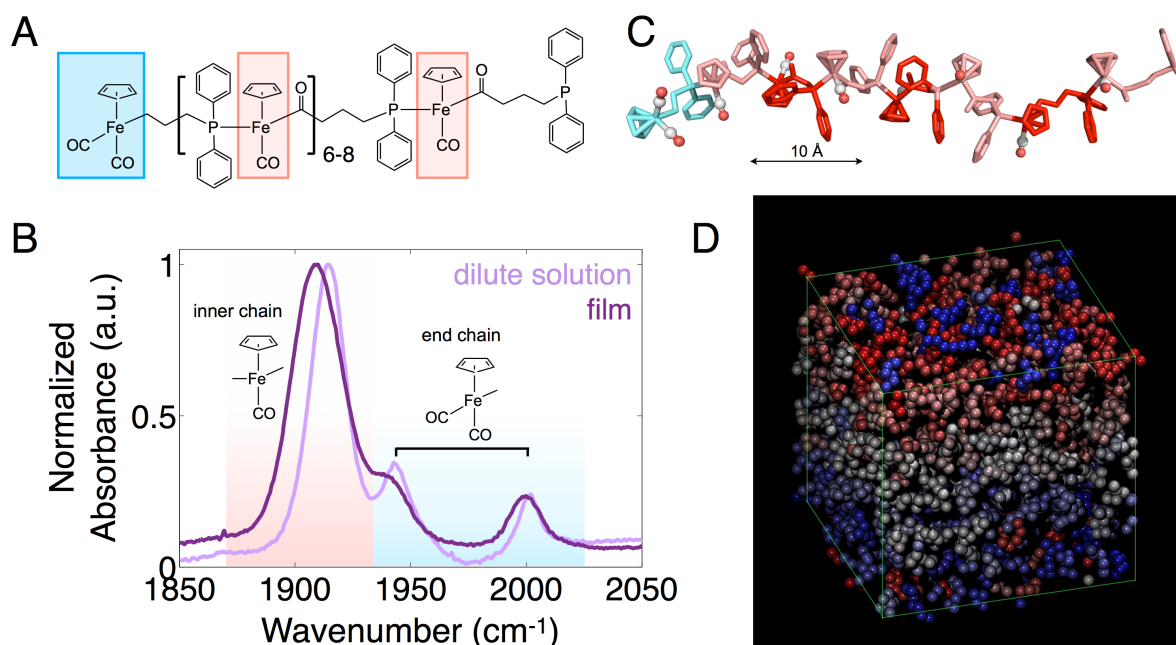 A
Fe
OC
CO
P
Fe
CO
O
6-8
P
Fe
CO
O
P
B
Normalized
Absorbance (a.u.)
1
0.5
0
1850
1900
1950
2000
2050
Wavenumber (cm-1)
dilute solution
film
inner chain
Fe
CO
end chain
Fe
OC
CO
C
10 Å
D